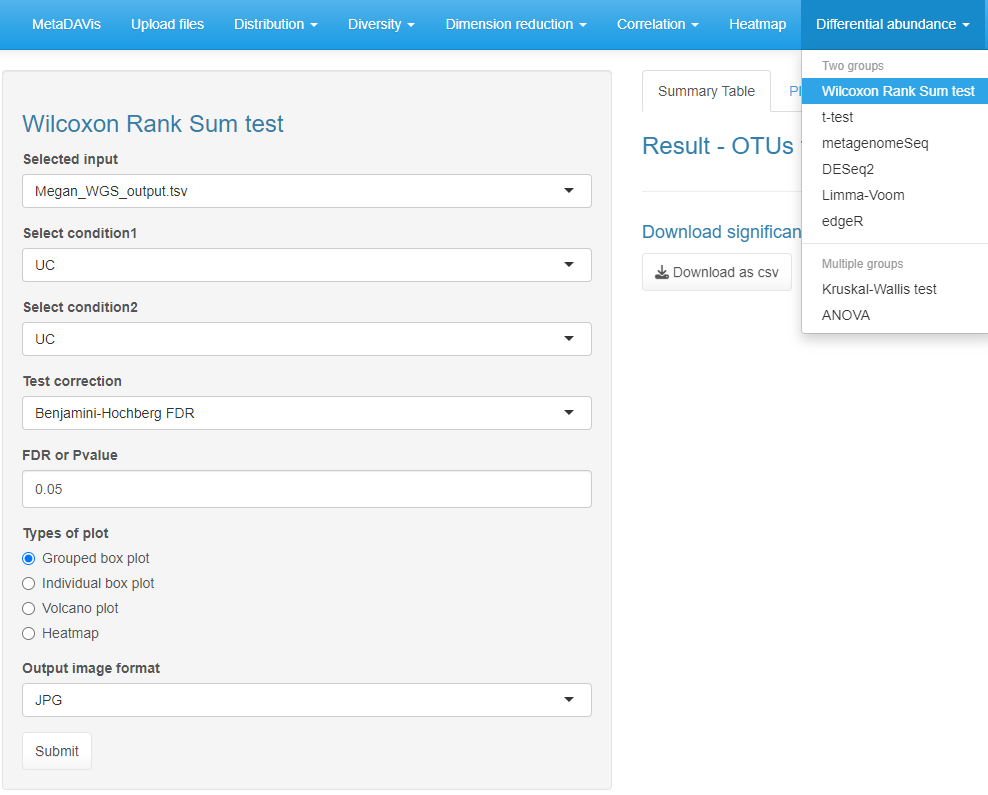 MetaDAVis Upload files Distribution Diversity Dimension reduction Correlation Heatmap Differential abundance
Two groups
Wilcoxon Rank Sum test
t-test
metagenomeSeq
DESeq2
Limma-Voom
edgeR
Multiple groups
Kruskal-Wallis test
ANOVA
Wilcoxon Rank Sum test
Selected input
Megan_WGS_output.tsv
Select condition1
UC
Select condition2
UC
Test correction
Benjamini-Hochberg FDR
FDR or Pvalue
0.05
Types of plot
Grouped box plot
Individual box plot
Volcano plot
Heatmap
Output image format
JPG
Submit
Summary Table
Result - OTUs
Download significan
Download as csv